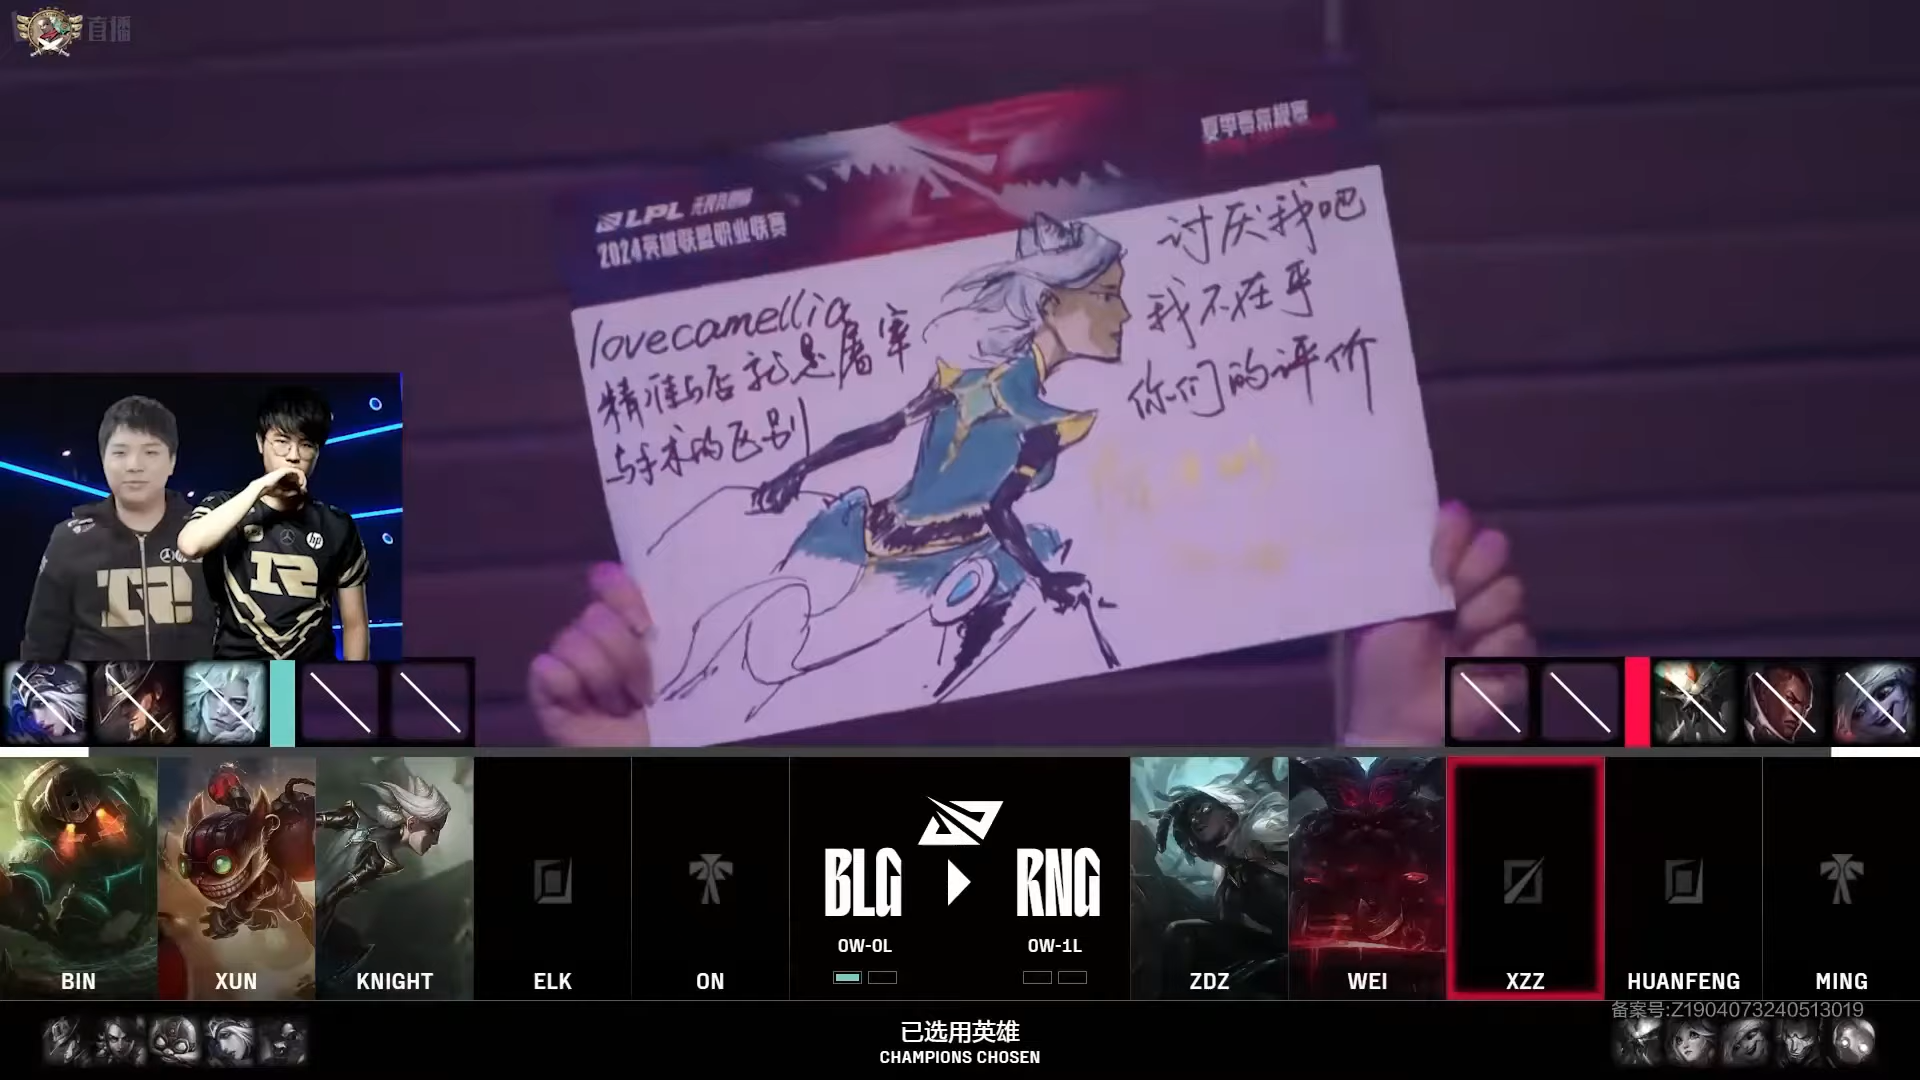 直播
夏季赛常规赛
LPL
2024英雄联盟职业联赛
lovecamellia
精准与否就是屠宰
与手术的区别
讨厌我吧
我不在乎
你们的评价
hp
BLG
RNG
0W-0L
0W-1L
BIN
XUN
KNIGHT
ELK
ON
ZDZ
WEI
XZZ
HUANFENG
MING
备案号:Z1904073240513019
已选用英雄
CHAMPIONS CHOSEN